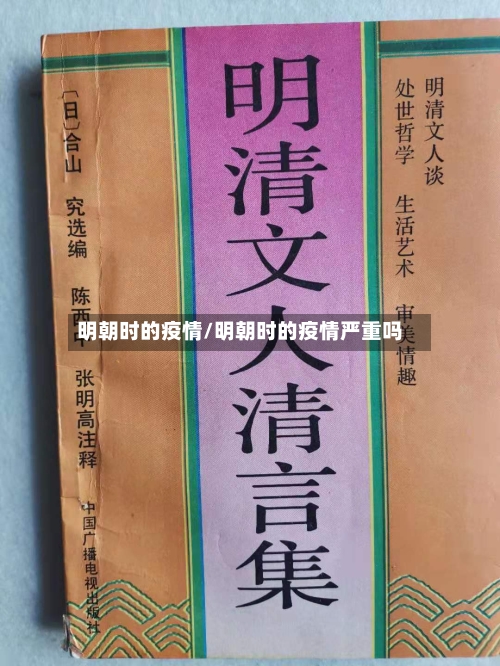 明清文人谈
处世哲学 生活艺术 审美情趣
明清文人清言集
〔日〕合山 究选编
陈西
张明高注释
中国广播电视出版社
明朝时的疫情/明朝时的疫情严重吗